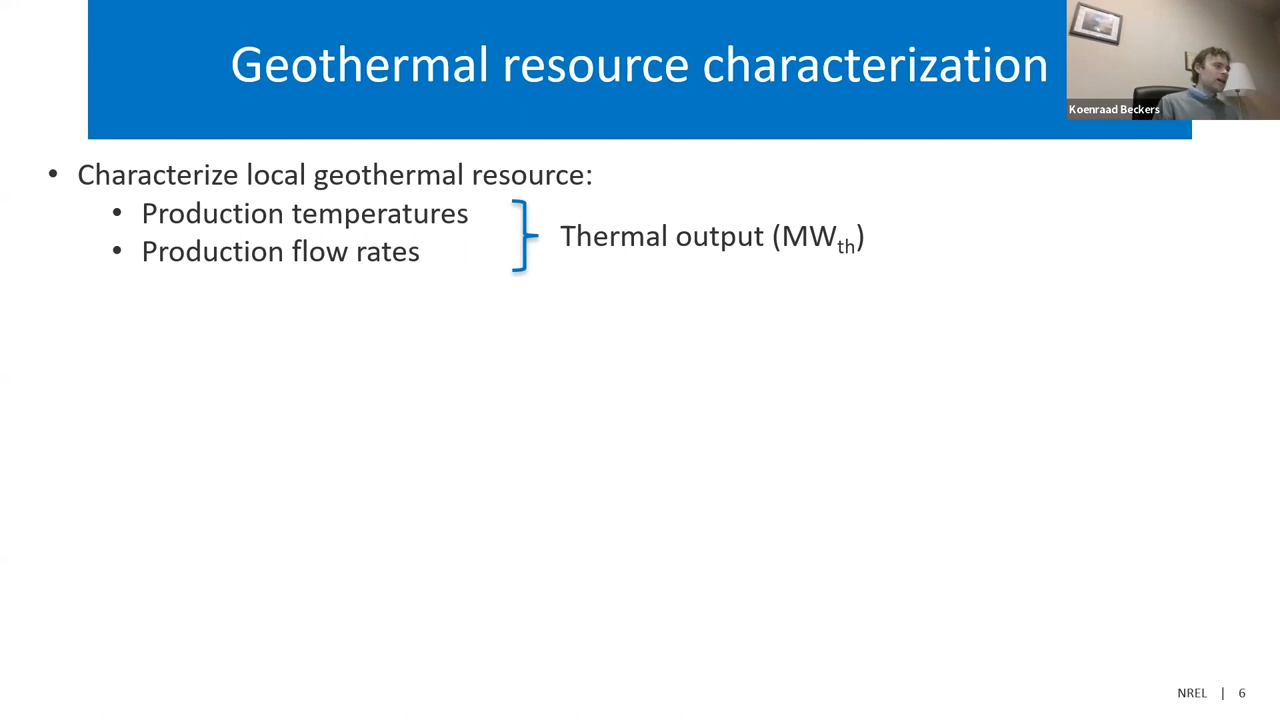 Geothermal resource characterization
Koenraad Beckers
• Characterize local geothermal resource:
• Production temperatures
• Production flow rates
Thermal output (MWth)
NREL | 6